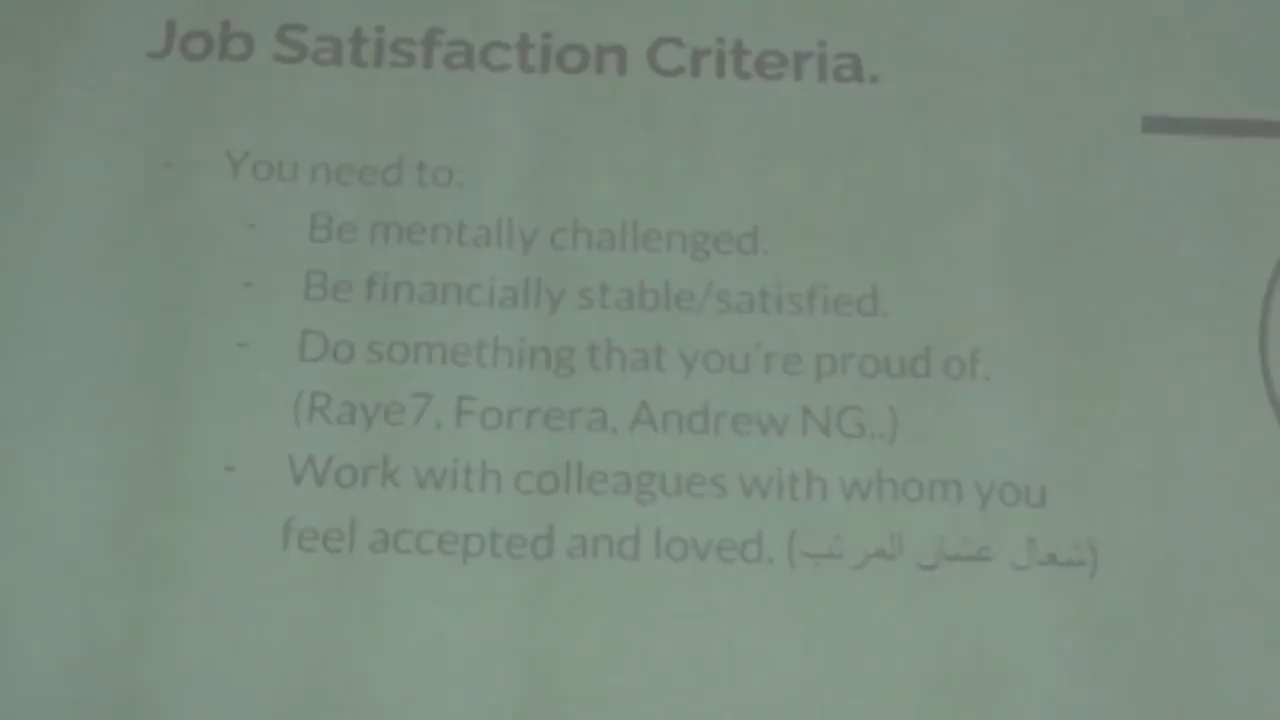 Job Satisfaction Criteria.
- You need to:
- Be mentally challenged.
- Be financially stable/satisfied.
- Do something that you're proud of.
(Raye7, Forrera, Andrew NG..)
- Work with colleagues with whom you
feel accepted and loved. (شغال عشان المرتب)